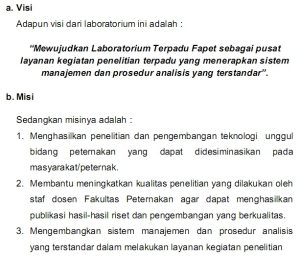 a. Visi
Adapun visi dari laboratorium ini adalah :
“Mewujudkan Laboratorium Terpadu Fapet sebagai pusat
layanan kegiatan penelitian terpadu yang menerapkan sistem
manajemen dan prosedur analisis yang terstandar”.
b. Misi
Sedangkan misinya adalah :
1. Menghasilkan penelitian dan pengembangan teknologi unggul
bidang peternakan yang dapat didesiminasikan pada
masyarakat/peternak.
2. Membantu meningkatkan kualitas penelitian yang dilakukan oleh
staf dosen Fakultas Peternakan agar dapat menghasilkan
publikasi hasil-hasil riset dan pengembangan yang berkualitas.
3. Mengembangkan sistem manajemen dan prosedur analisis
yang terstandar dalam melakukan layanan kegiatan penelitian